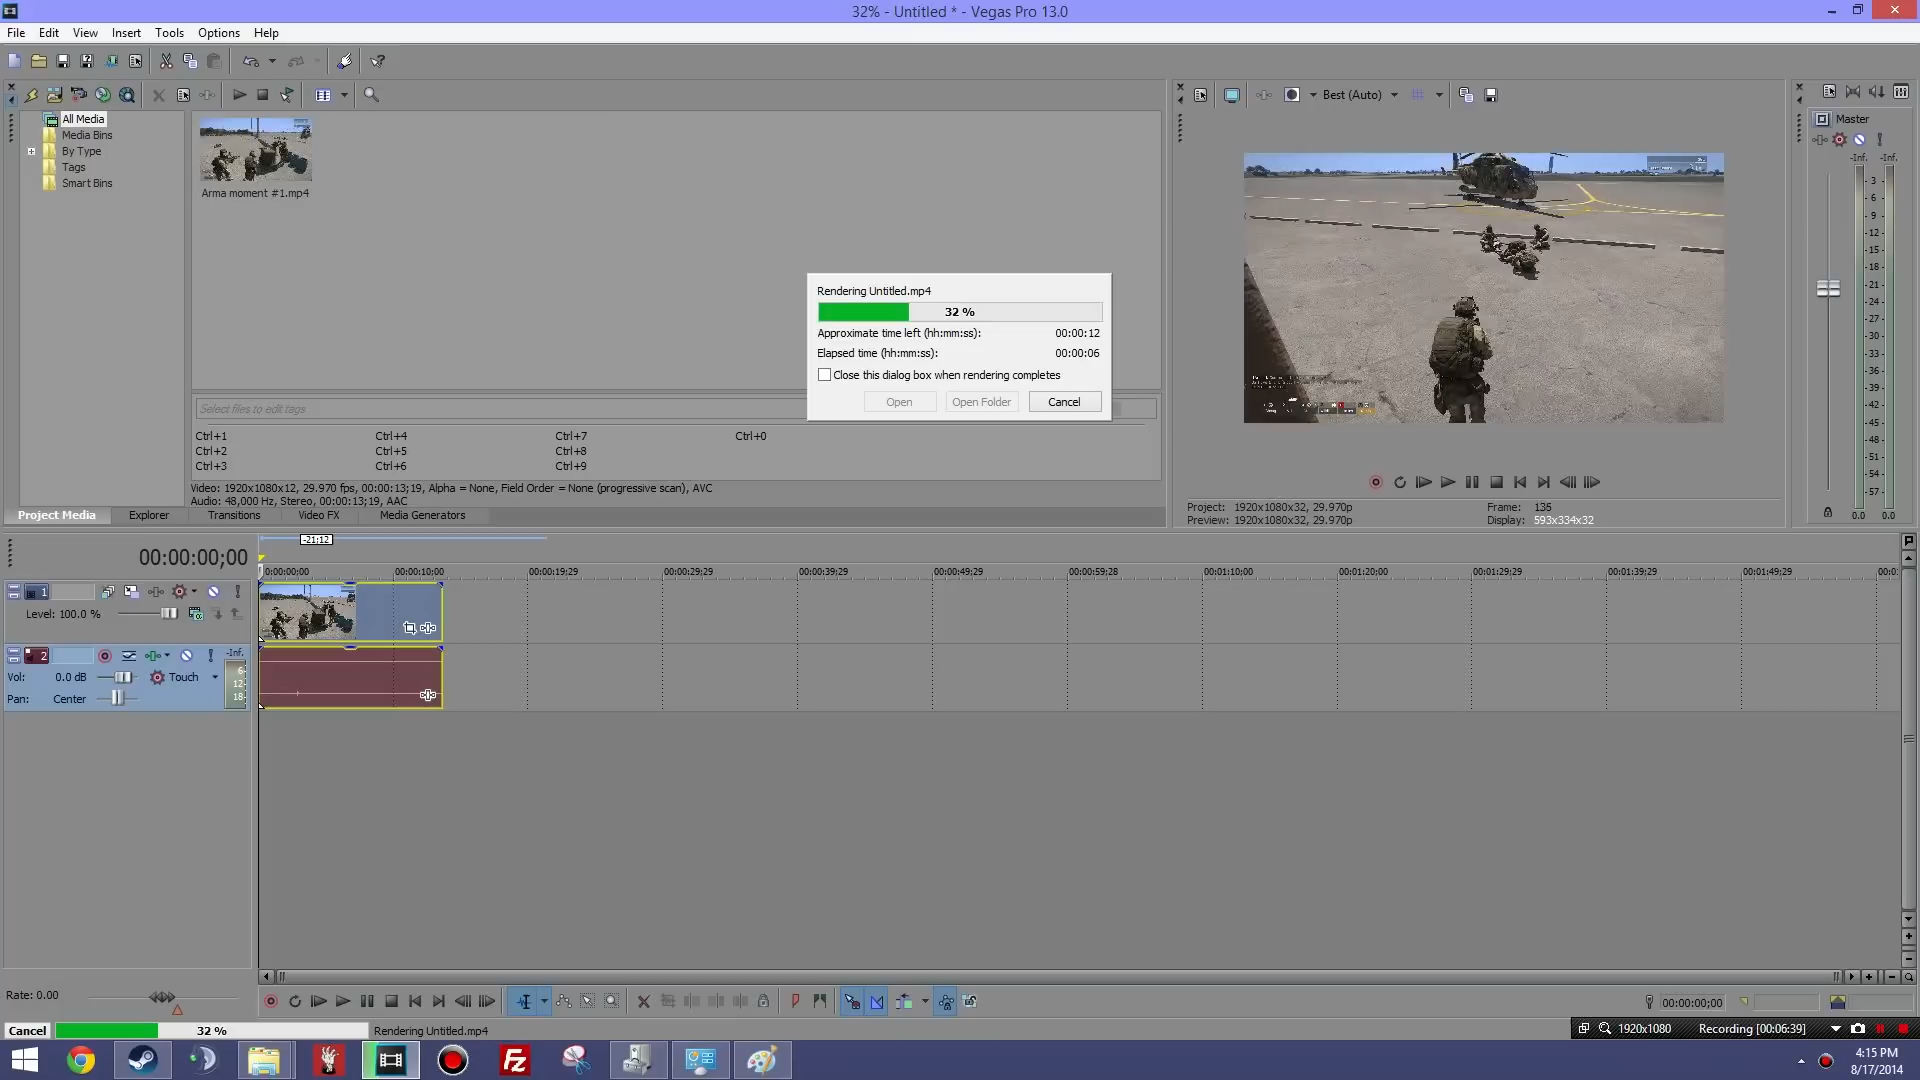 32% - Untitled * - Vegas Pro 13.0
File Edit View Insert Tools Options Help
All Media
Media Bins
By Type
Tags
Smart Bins
Arma moment #1.mp4
Select files to edit tags
Ctrl+1 Ctrl+4 Ctrl+7 Ctrl+0
Ctrl+2 Ctrl+5 Ctrl+8
Ctrl+3 Ctrl+6 Ctrl+9
Video: 1920x1080x12, 29.970 fps, 00:00:13;19, Alpha = None, Field Order = None (progressive scan), AVC
Audio: 48,000 Hz, Stereo, 00:00:13;19, AAC
Project Media Explorer Transitions Video FX Media Generators
Rendering Untitled.mp4
32 %
Approximate time left (hh:mm:ss): 00:00:12
Elapsed time (hh:mm:ss): 00:00:06
Close this dialog box when rendering completes
Open Open Folder Cancel
Best (Auto)
Project: 1920x1080x32, 29.970p Frame: 135
Preview: 1920x1080x32, 29.970p Display: 593x334x32
Master
-Inf. -Inf.
- 3 -
- 6 -
- 9 -
-12-
-15-
-18-
-21-
-24-
-27-
-30-
-33-
-36-
-39-
-42-
-45-
-48-
-51-
-54-
-57-
0.0 0.0
00:00:00;00
-21;12
0:00:00;00 00:00:10;00 00:00:19;29 00:00:29;29 00:00:39;29 00:00:49;29 00:00:59;28 00:01:10;00 00:01:20;00 00:01:29;29 00:01:39;29 00:01:49;29 00:0
1
Level: 100.0 %
2
-Inf.
Vol: 0.0 dB Touch
Pan: Center
6
12
18
Rate: 0.00
00:00:00;00
Cancel 32 % Rendering Untitled.mp4
1920x1080 Recording [00:06:39]
4:15 PM
8/17/2014